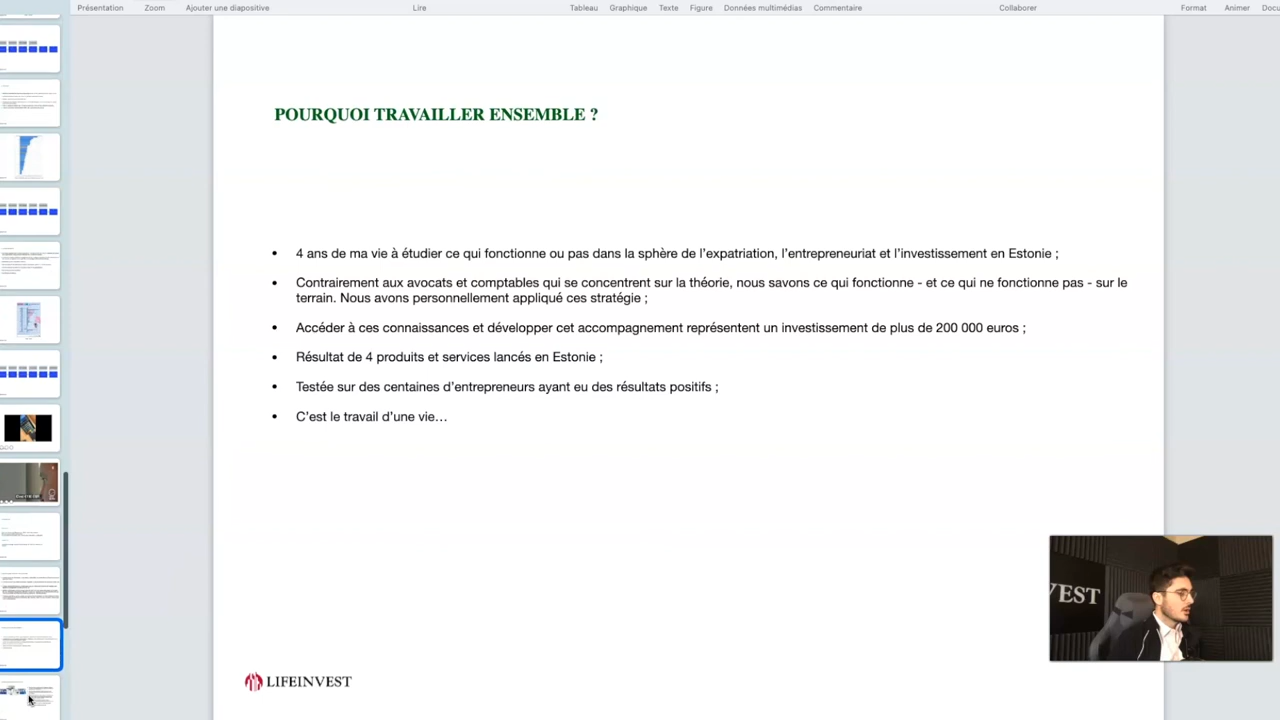 Présentation Zoom Ajouter une diapositive Lire Tableau Graphique Texte Figure Données multimédias Commentaire Collaborer Format Animer
POURQUOI TRAVAILLER ENSEMBLE ?
• 4 ans de ma vie à étudier ce qui fonctionne ou pas dans la sphère de l’expatriation, l’entrepreneuriat et l’investissement en Estonie ;
• Contrairement aux avocats et comptables qui se concentrent sur la théorie, nous savons ce qui fonctionne - et ce qui ne fonctionne pas - sur le
terrain. Nous avons personnellement appliqué ces stratégie ;
• Accéder à ces connaissances et développer cet accompagnement représentent un investissement de plus de 200 000 euros ;
• Résultat de 4 produits et services lancés en Estonie ;
• Testée sur des centaines d’entrepreneurs ayant eu des résultats positifs ;
• C’est le travail d’une vie…
VEST
LIFEINVEST